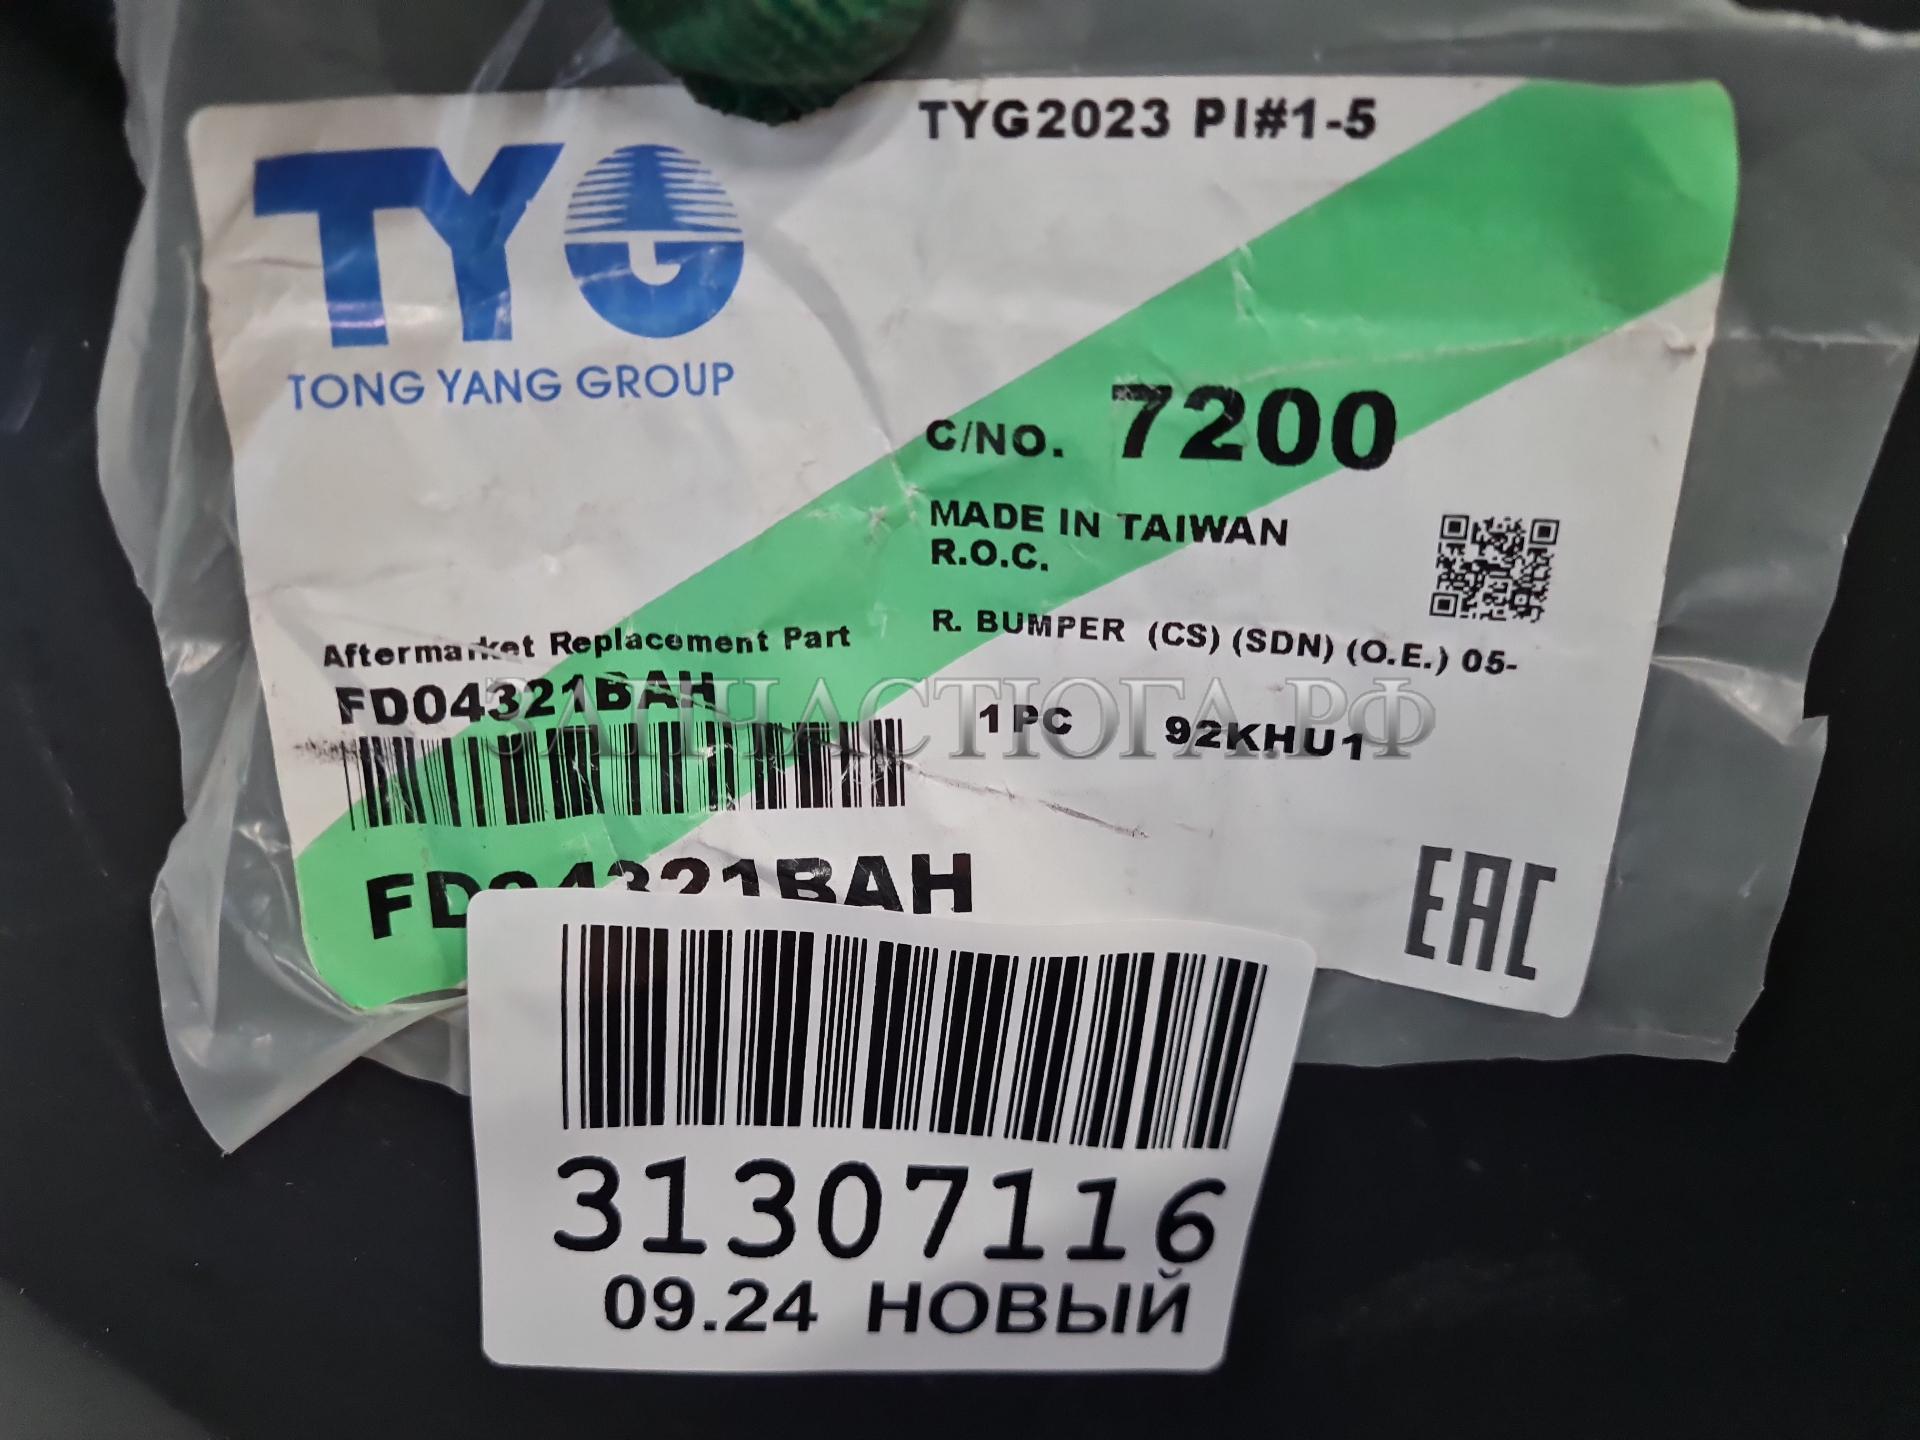 TYG2023 PI#1-5
TYG
TONG YANG GROUP
C/NO. 7200
MADE IN TAIWAN
R.O.C.
R. BUMPER (CS) (SDN) (O.E.) 05-
Aftermarket Replacement Part
FD04321BAH
1PC 92KHU1
ЗАПЧАСТЮГА.РФ
FD04321BAH
EAC
31307116
09.24 НОВЫЙ